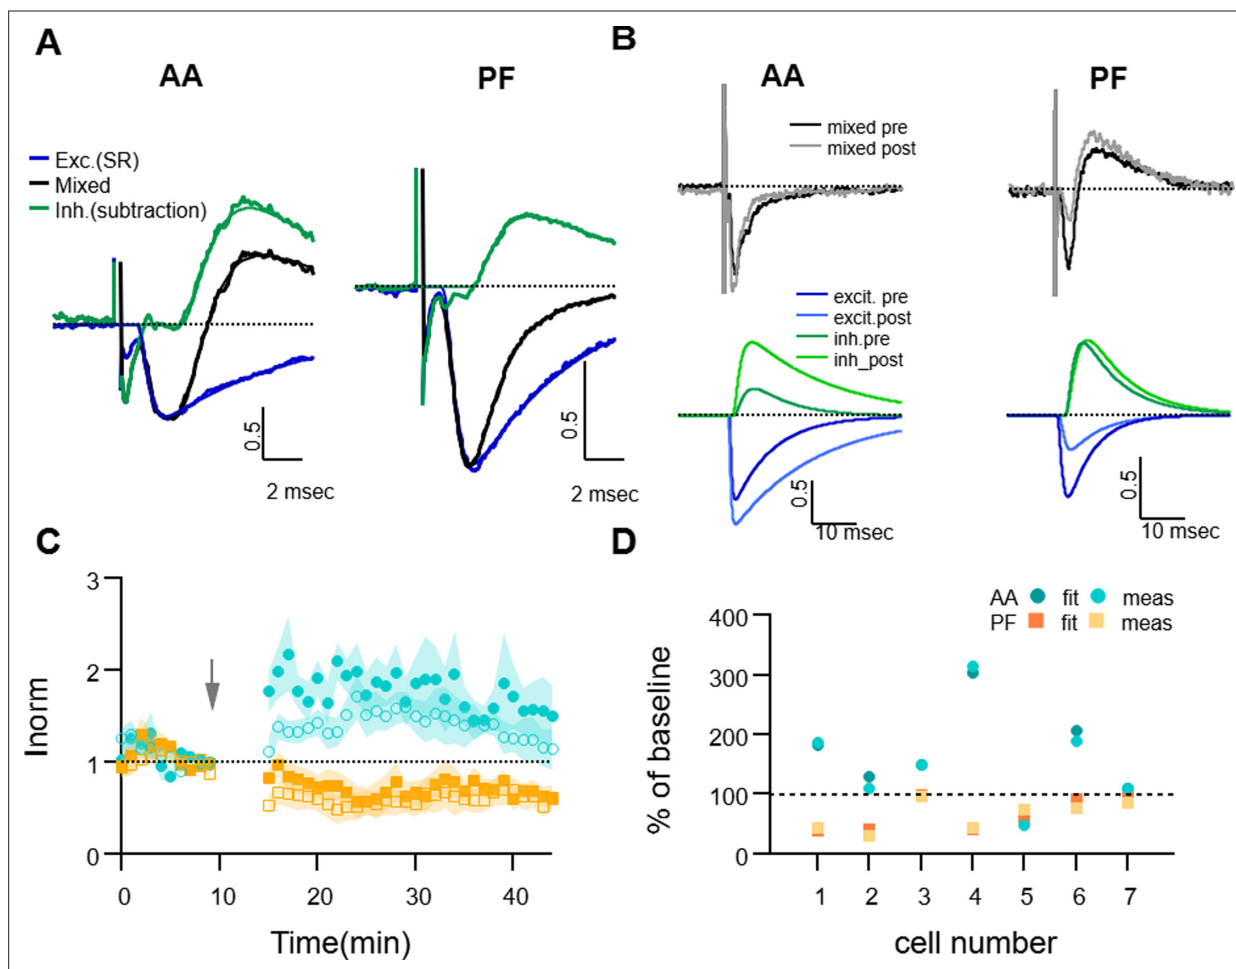 A
AA
PF
Exc.(SR)
Mixed
Inh.(subtraction)
0.5
2 msec
0.5
2 msec
B
AA
PF
mixed pre
mixed post
excit. pre
excit.post
inh.pre
inh_post
0.5
10 msec
0.5
10 msec
C
Inorm
3
2
1
0
0
10
20
30
40
Time(min)
D
AA fit meas
PF fit meas
% of baseline
400
300
200
100
0
1
2
3
4
5
6
7
cell number